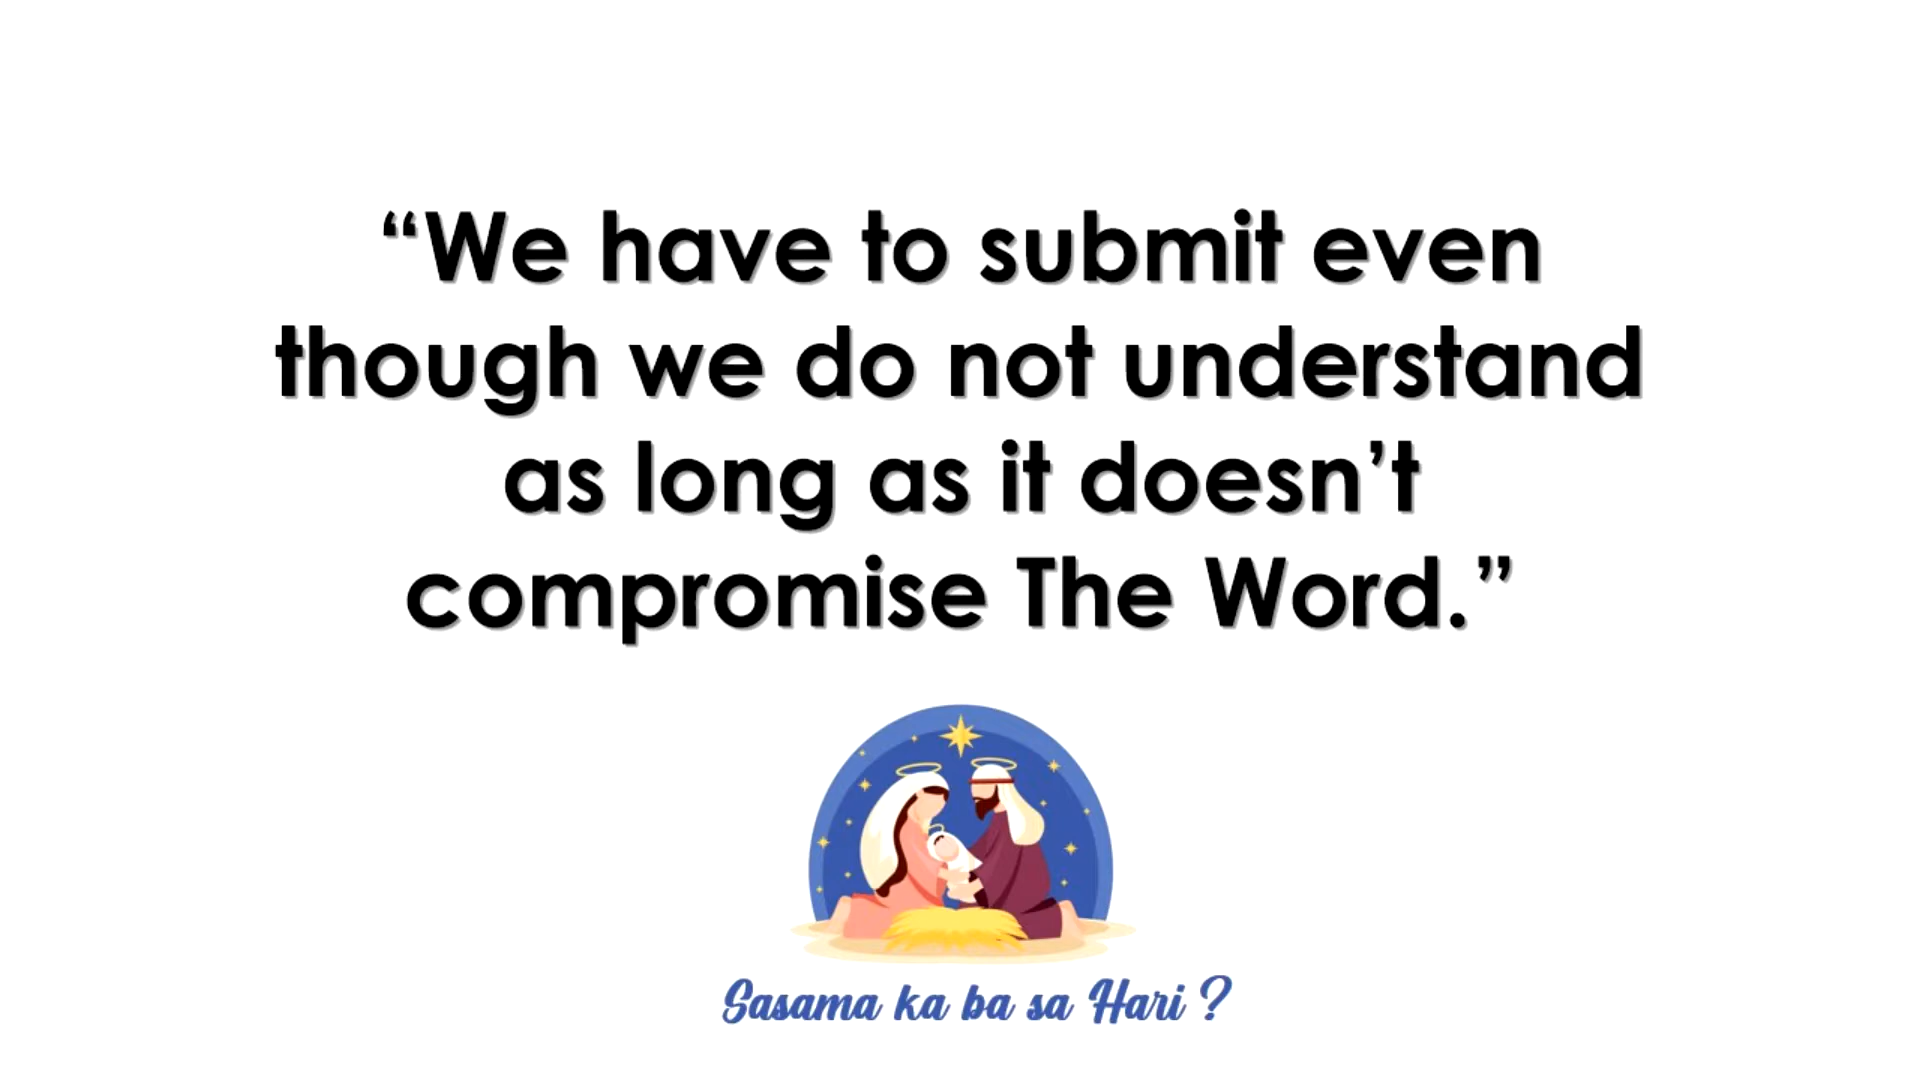 “We have to submit even
though we do not understand
as long as it doesn’t
compromise The Word.”
Sasama ka ba sa Hari ?